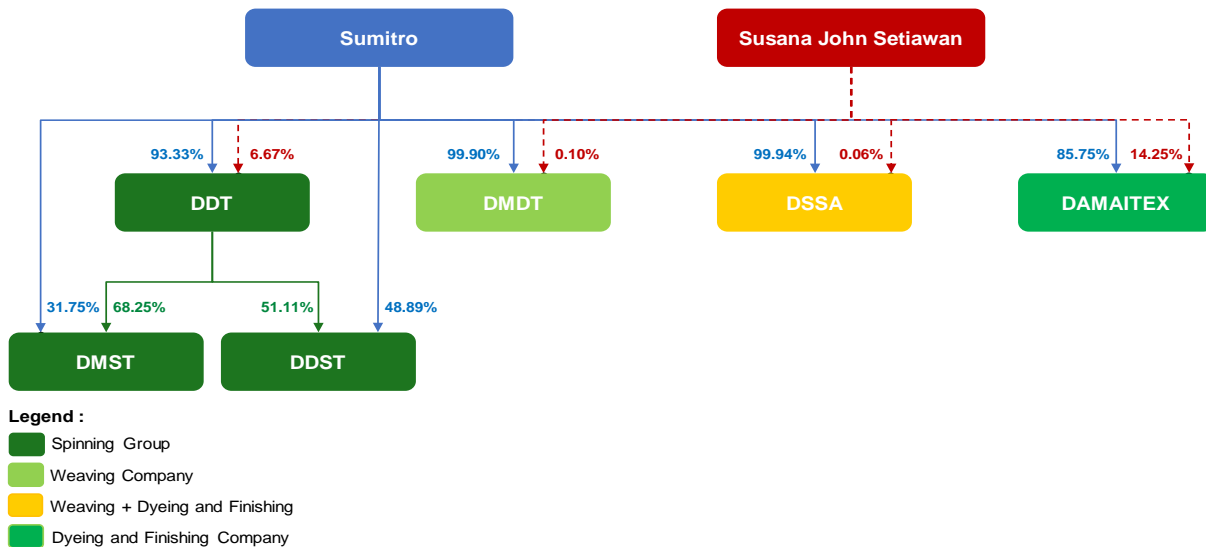 Sumitro
Susana John Setiawan
93.33%
6.67%
99.90%
0.10%
99.94%
0.06%
85.75%
14.25%
DDT
DMDT
DSSA
DAMAITEX
31.75%
68.25%
51.11%
48.89%
DMST
DDST
Legend :
Spinning Group
Weaving Company
Weaving + Dyeing and Finishing
Dyeing and Finishing Company